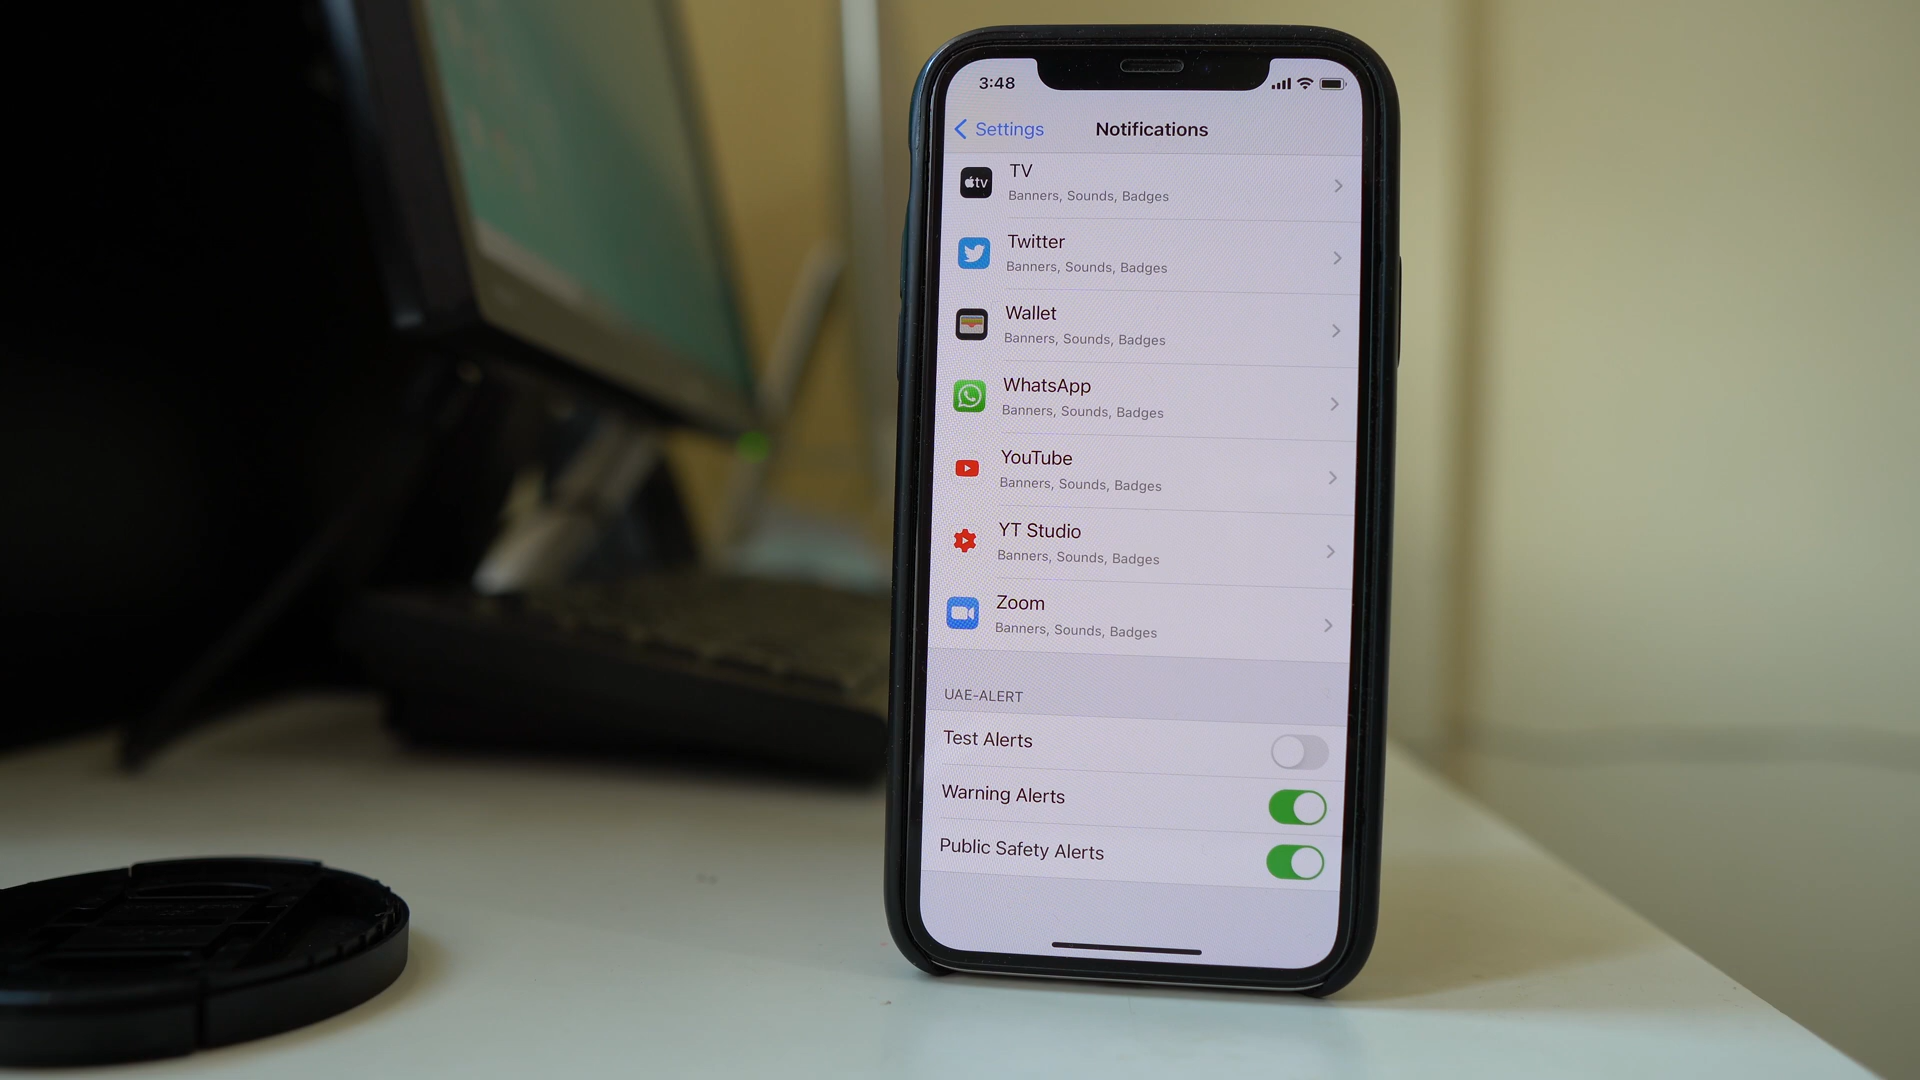 3:48
Settings
Notifications
tv
TV
Banners, Sounds, Badges
Twitter
Banners, Sounds, Badges
Wallet
Banners, Sounds, Badges
WhatsApp
Banners, Sounds, Badges
YouTube
Banners, Sounds, Badges
YT Studio
Banners, Sounds, Badges
Zoom
Banners, Sounds, Badges
UAE-ALERT
Test Alerts
Warning Alerts
Public Safety Alerts